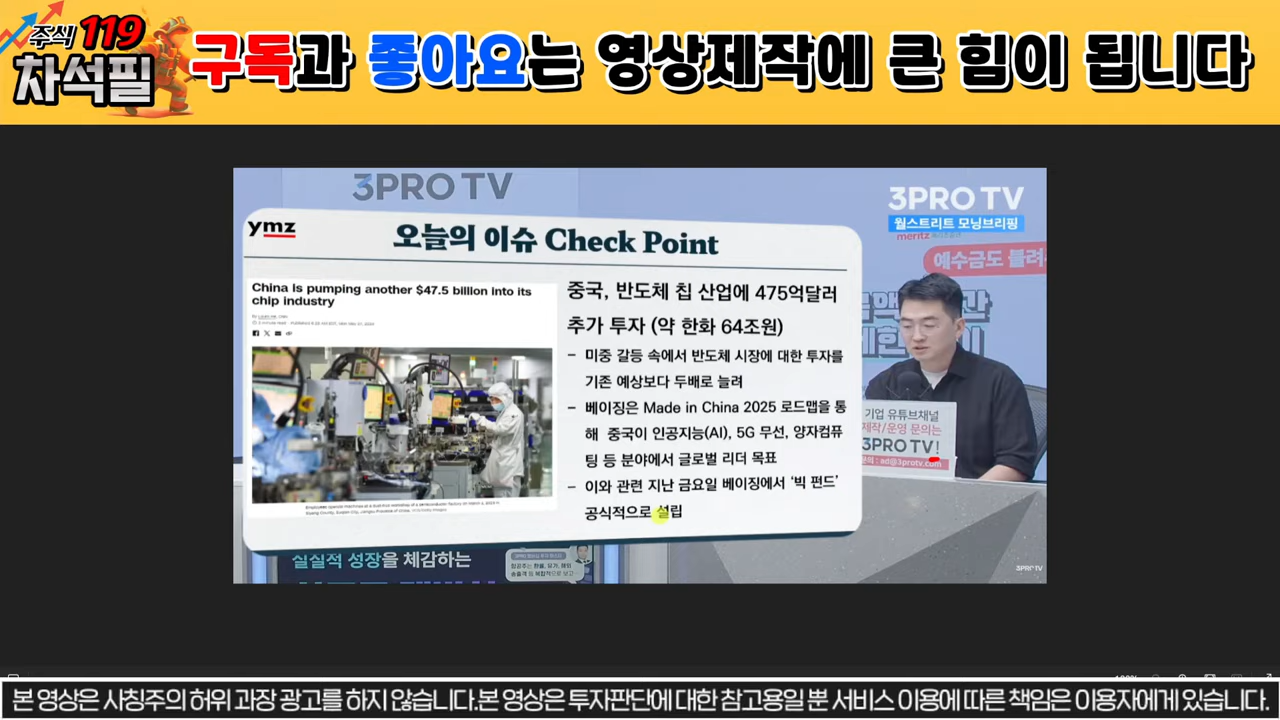 주식 119
차석필
구독과 좋아요는 영상제작에 큰 힘이 됩니다
3PRO TV
3PRO TV
월스트리트 모닝브리핑
meritz
예수금도 불려
ymz
오늘의 이슈 Check Point
China is pumping another $47.5 billion into its
chip industry
중국, 반도체 칩 산업에 475억달러
추가 투자 (약 한화 64조원)
- 미중 갈등 속에서 반도체 시장에 대한 투자를
기존 예상보다 두배로 늘려
- 베이징은 Made in China 2025 로드맵을 통
해 중국이 인공지능(AI), 5G 무선, 양자컴퓨
팅 등 분야에서 글로벌 리더 목표
- 이와 관련 지난 금요일 베이징에서 '빅 펀드'
공식적으로 설립
기업 유튜브채널
제작/운영 문의는
3PRO TV!
: ad@3protv.com
실질적 성장을 체감하는
3PRO TV
본 영상은 사칭주의 허위 과장 광고를 하지 않습니다.본 영상은 투자판단에 대한 참고용일 뿐 서비스 이용에 따른 책임은 이용자에게 있습니다.